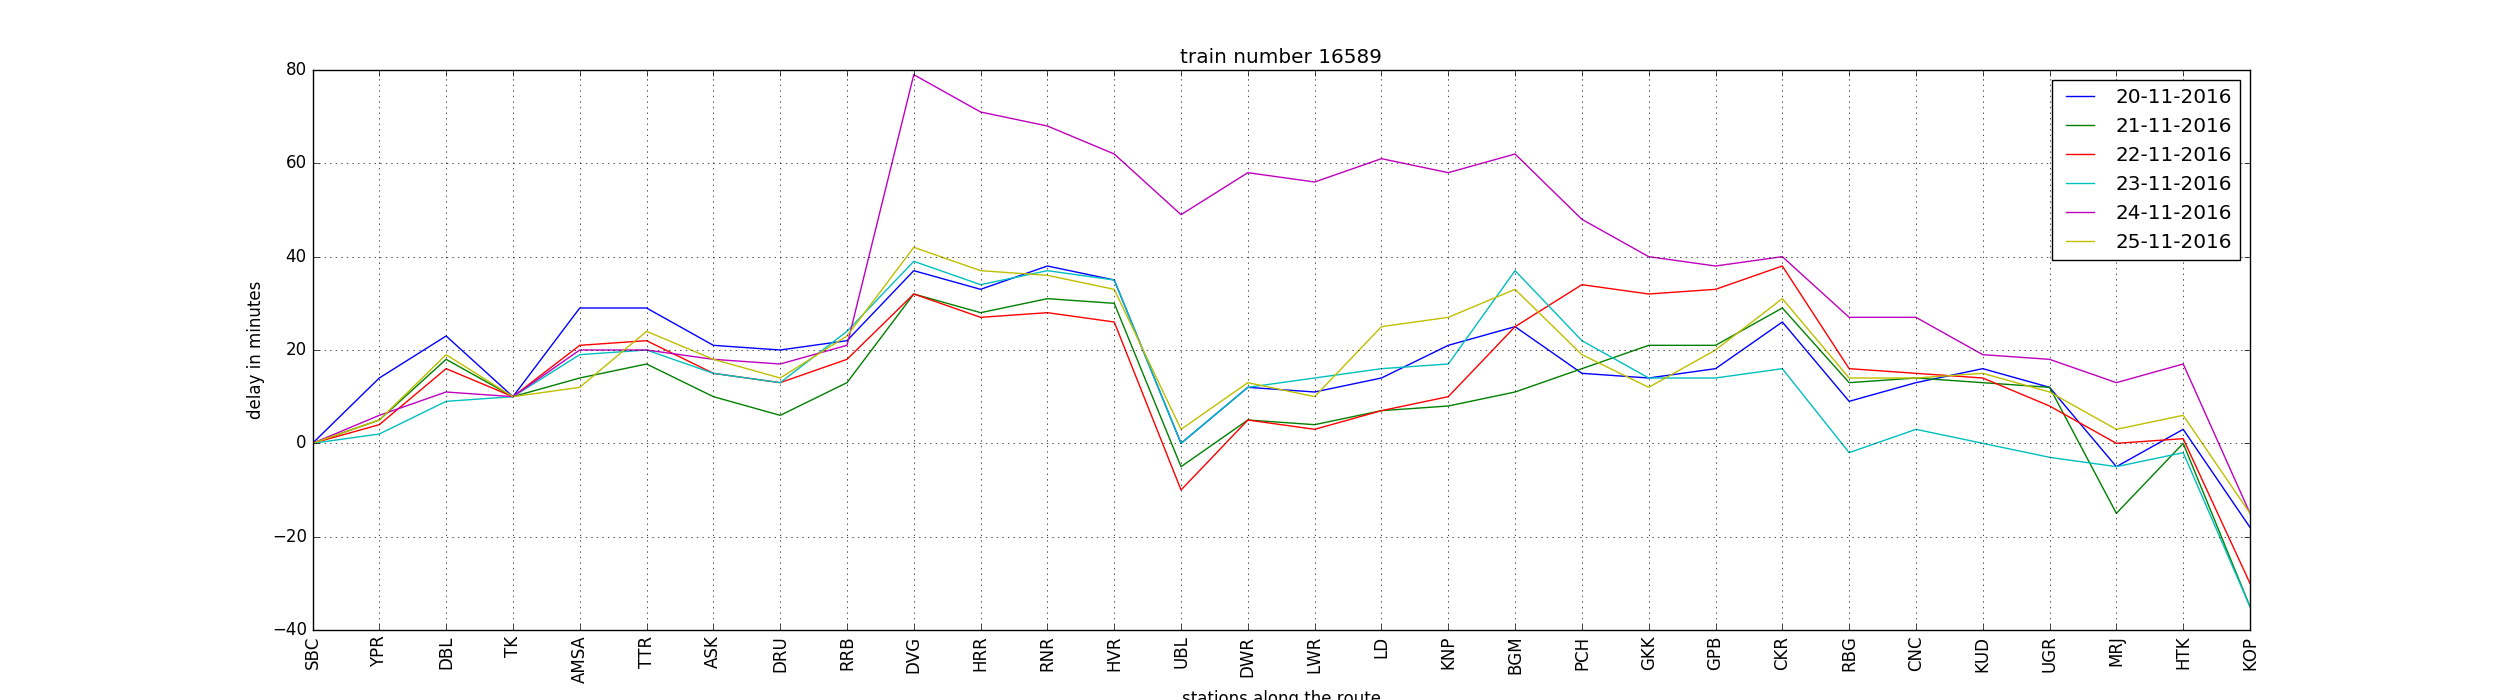 train number 16589
80
60
40
20
0
−20
−40
delay in minutes
20-11-2016
21-11-2016
22-11-2016
23-11-2016
24-11-2016
25-11-2016
SBC
YPR
DBL
TK
AMSA
TTR
ASK
DRU
RRB
DVG
HRR
RNR
HVR
UBL
DWR
LWR
LD
KNP
BGM
PCH
GKK
GPB
CKR
RBG
CNC
KUD
UGR
MRJ
HTK
KOP
stations along the route